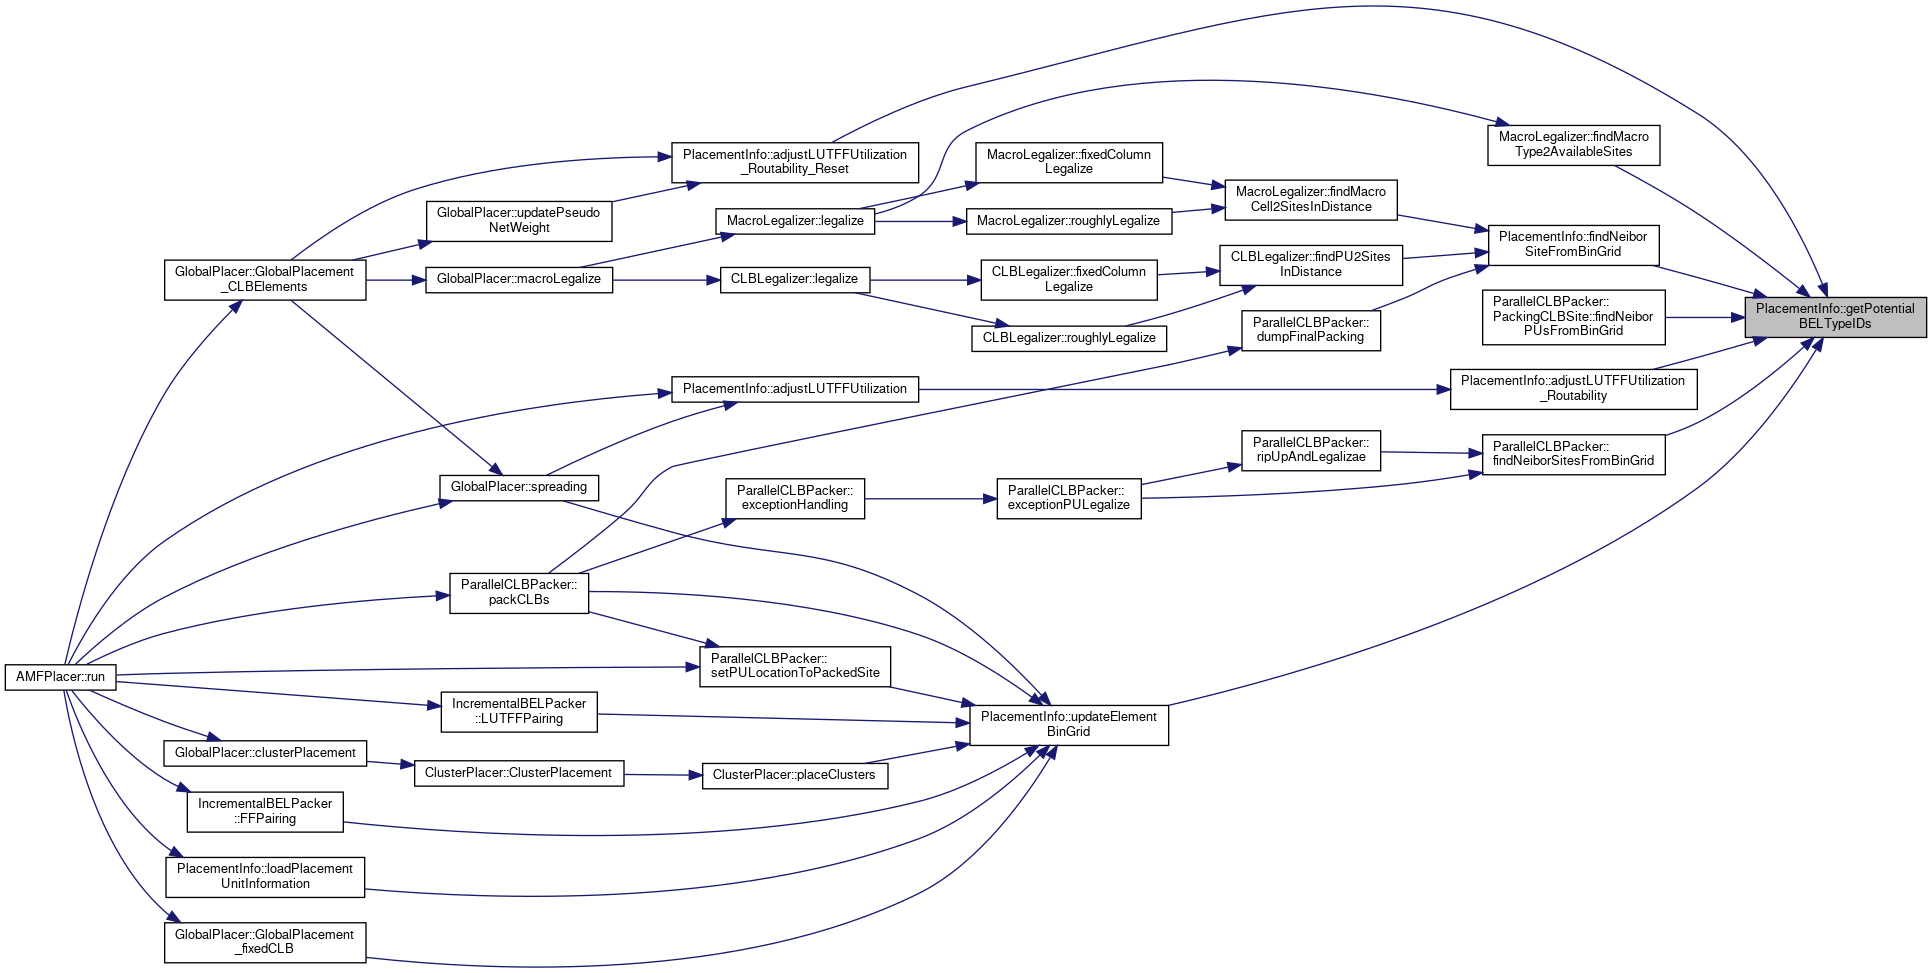 PlacementInfo::adjustLUTFFUtilization
_Routability_Reset
MacroLegalizer::fixedColumn
Legalize
MacroLegalizer::findMacro
Type2AvailableSites
MacroLegalizer::findMacro
Cell2SitesInDistance
GlobalPlacer::updatePseudo
NetWeight
MacroLegalizer::legalize
MacroLegalizer::roughlyLegalize
PlacementInfo::findNeibor
SiteFromBinGrid
GlobalPlacer::GlobalPlacement
_CLBElements
GlobalPlacer::macroLegalize
CLBLegalizer::legalize
CLBLegalizer::fixedColumn
Legalize
CLBLegalizer::findPU2Sites
InDistance
ParallelCLBPacker::
PackingCLBSite::findNeibor
PUsFromBinGrid
PlacementInfo::getPotential
BELTypeIDs
CLBLegalizer::roughlyLegalize
ParallelCLBPacker::
dumpFinalPacking
PlacementInfo::adjustLUTFFUtilization
PlacementInfo::adjustLUTFFUtilization
_Routability
ParallelCLBPacker::
ripUpAndLegalizae
ParallelCLBPacker::
findNeiborSitesFromBinGrid
GlobalPlacer::spreading
ParallelCLBPacker::
exceptionHandling
ParallelCLBPacker::
exceptionPULegalize
ParallelCLBPacker::
packCLBs
AMFPlacer::run
ParallelCLBPacker::
setPULocationToPackedSite
IncrementalBELPacker
::LUTFFPairing
PlacementInfo::updateElement
BinGrid
GlobalPlacer::clusterPlacement
ClusterPlacer::ClusterPlacement
ClusterPlacer::placeClusters
IncrementalBELPacker
::FFPairing
PlacementInfo::loadPlacement
UnitInformation
GlobalPlacer::GlobalPlacement
_fixedCLB